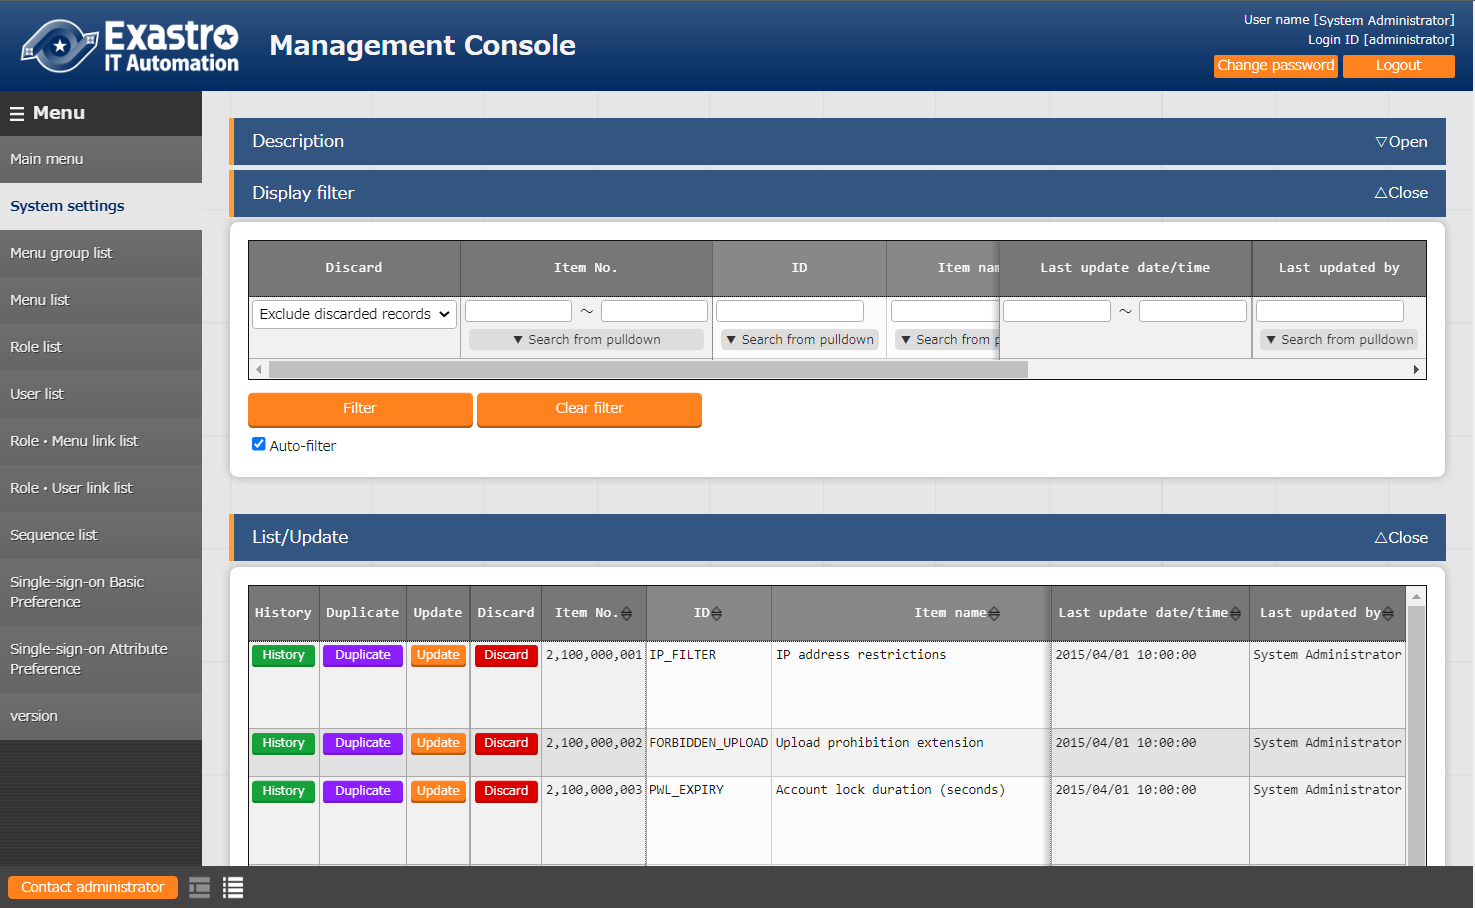 Exastro
IT Automation
Management Console
User name [System Administrator]
Login ID [administrator]
Change password
Logout
Menu
Main menu
System settings
Menu group list
Menu list
Role list
User list
Role・Menu link list
Role・User link list
Sequence list
Single-sign-on Basic
Preference
Single-sign-on Attribute
Preference
version
Description
▽Open
Display filter
△Close
Discard Item No. ID Item nam Last update date/time Last updated by
Exclude discarded records ～ ～
▼ Search from pulldown ▼ Search from pulldown ▼ Search from p ▼ Search from pulldown
Filter Clear filter
Auto-filter
List/Update
△Close
History Duplicate Update Discard Item No. ID Item name Last update date/time Last updated by
History Duplicate Update Discard 2,100,000,001 IP_FILTER IP address restrictions 2015/04/01 10:00:00 System Administrator
History Duplicate Update Discard 2,100,000,002 FORBIDDEN_UPLOAD Upload prohibition extension 2015/04/01 10:00:00 System Administrator
History Duplicate Update Discard 2,100,000,003 PWL_EXPIRY Account lock duration (seconds) 2015/04/01 10:00:00 System Administrator
Contact administrator